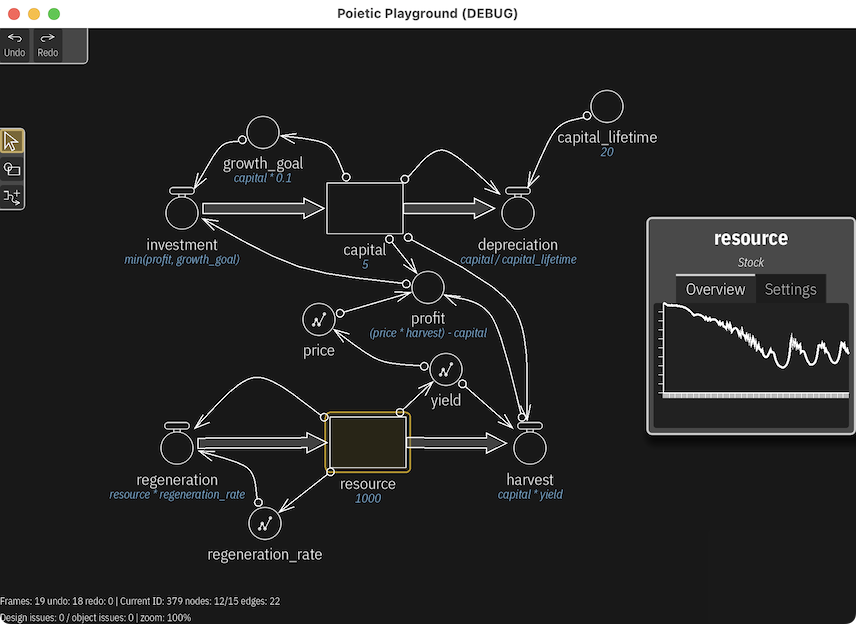 Poietic Playground (DEBUG)
Undo Redo
capital_lifetime
20
growth_goal
capital * 0.1
investment
min(profit, growth_goal)
capital
5
depreciation
capital / capital_lifetime
resource
Stock
Overview Settings
profit
(price * harvest) - capital
price
yield
regeneration
resource * regeneration_rate
resource
1000
harvest
capital * yield
regeneration_rate
Frames: 19 undo: 18 redo: 0 | Current ID: 379 nodes: 12/15 edges: 22
Design issues: 0 / object issues: 0 | zoom: 100%